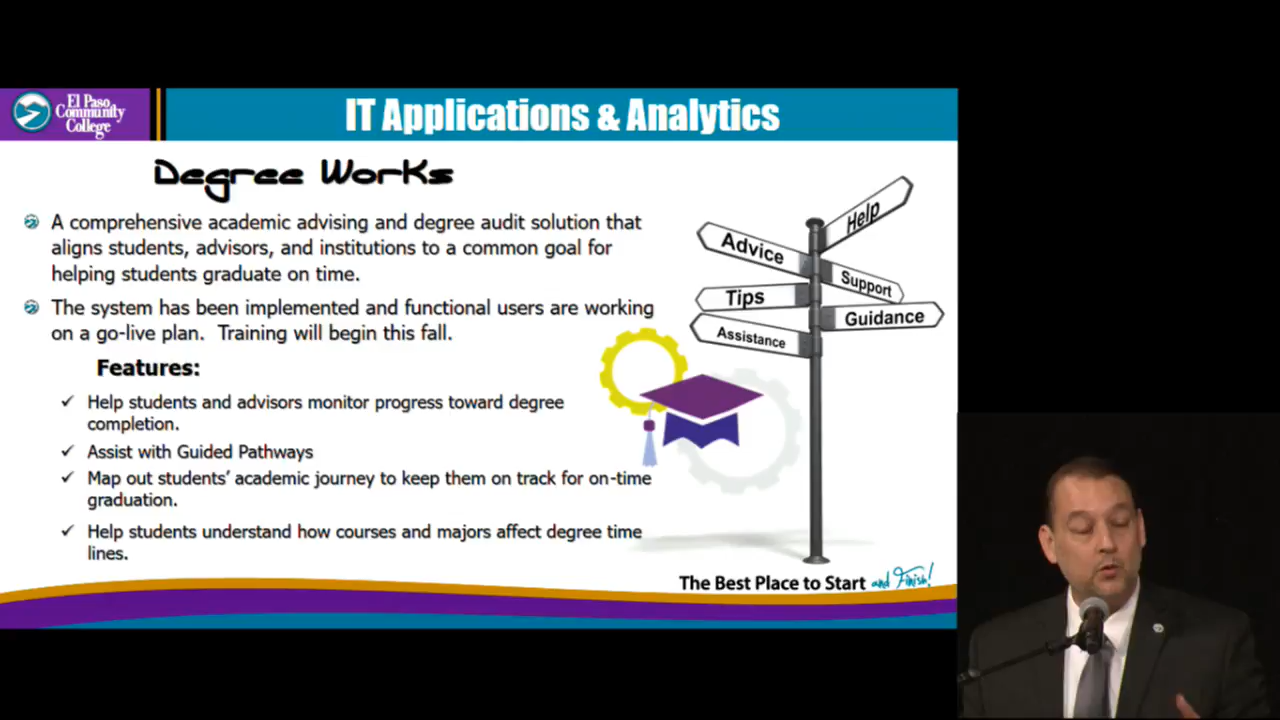 El Paso
Community
College
IT Applications & Analytics
Degree Works
A comprehensive academic advising and degree audit solution that
aligns students, advisors, and institutions to a common goal for
helping students graduate on time.
The system has been implemented and functional users are working
on a go-live plan. Training will begin this fall.
Features:
Help students and advisors monitor progress toward degree
completion.
Assist with Guided Pathways
Map out students’ academic journey to keep them on track for on-time
graduation.
Help students understand how courses and majors affect degree time
lines.
Help
Advice
Support
Tips
Guidance
Assistance
The Best Place to Start and Finish!